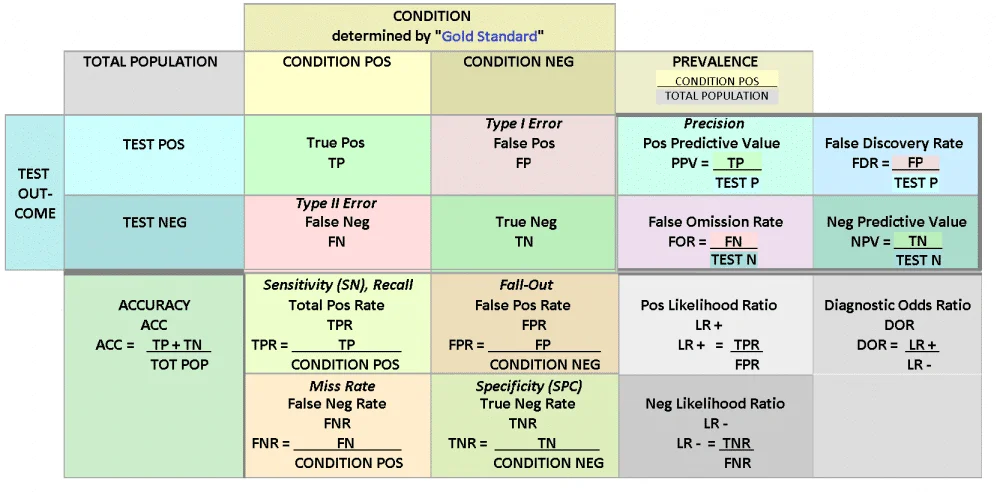 CONDITION
determined by "Gold Standard"
TOTAL POPULATION
CONDITION POS
CONDITION NEG
PREVALENCE
CONDITION POS
TOTAL POPULATION
TEST
OUT-
COME
TEST POS
True Pos
TP
Type I Error
False Pos
FP
Precision
Pos Predictive Value
PPV = TP
TEST P
False Discovery Rate
FDR = FP
TEST P
TEST NEG
Type II Error
False Neg
FN
True Neg
TN
False Omission Rate
FOR = FN
TEST N
Neg Predictive Value
NPV = TN
TEST N
ACCURACY
ACC
ACC = TP + TN
TOT POP
Sensitivity (SN), Recall
Total Pos Rate
TPR
TPR = TP
CONDITION POS
Fall-Out
False Pos Rate
FPR
FPR = FP
CONDITION NEG
Pos Likelihood Ratio
LR +
LR + = TPR
FPR
Diagnostic Odds Ratio
DOR
DOR = LR +
LR -
Miss Rate
False Neg Rate
FNR
FNR = FN
CONDITION POS
Specificity (SPC)
True Neg Rate
TNR
TNR = TN
CONDITION NEG
Neg Likelihood Ratio
LR -
LR - = TNR
FNR